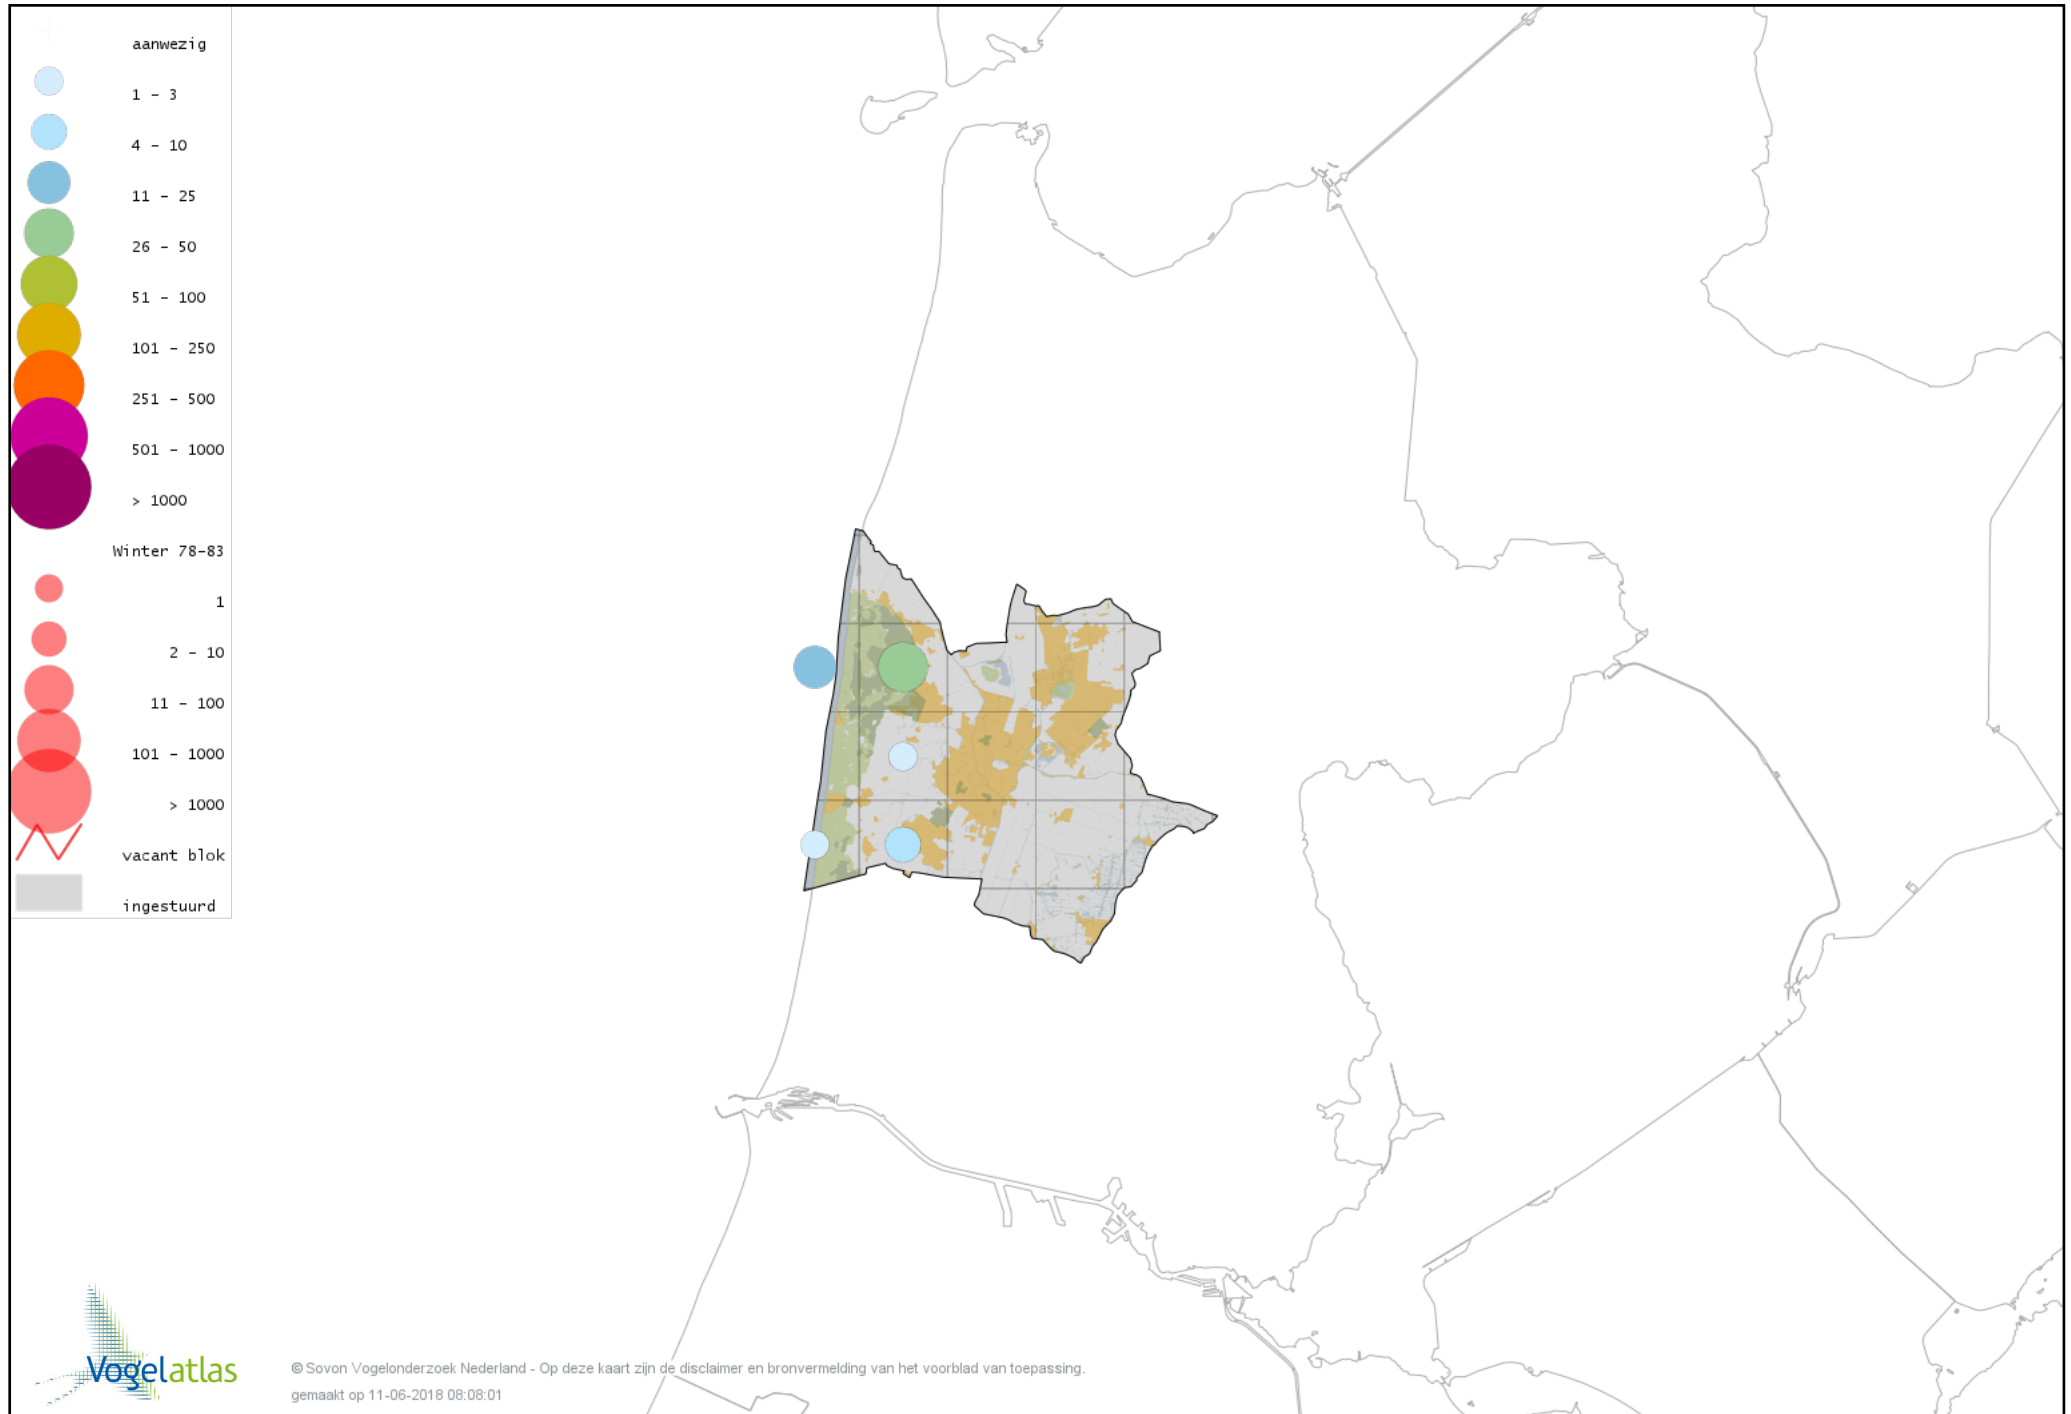 aanwezig
1 - 3
4 - 10
11 - 25
26 - 50
51 - 100
101 - 250
251 - 500
501 - 1000
> 1000
Winter 78-83
1
2 - 10
11 - 100
101 - 1000
> 1000
vacant blok
ingestuurd
Vogelatlas
© Sovon Vogelonderzoek Nederland - Op deze kaart zijn de disclaimer en bronvermelding van het voorblad van toepassing.
gemaakt op 11-06-2018 08:08:01